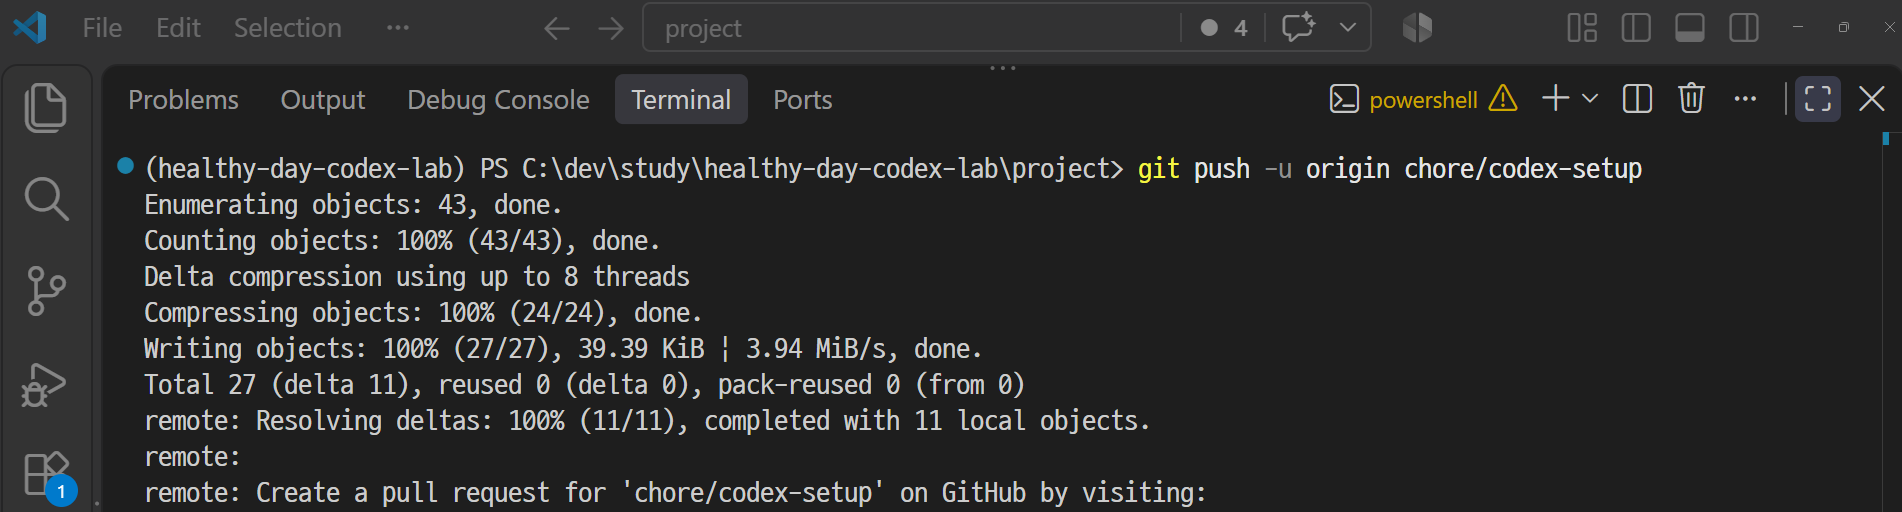 File Edit Selection ···
project
4
Problems Output Debug Console Terminal Ports
powershell
(healthy-day-codex-lab) PS C:\dev\study\healthy-day-codex-lab\project> git push -u origin chore/codex-setup
Enumerating objects: 43, done.
Counting objects: 100% (43/43), done.
Delta compression using up to 8 threads
Compressing objects: 100% (24/24), done.
Writing objects: 100% (27/27), 39.39 KiB | 3.94 MiB/s, done.
Total 27 (delta 11), reused 0 (delta 0), pack-reused 0 (from 0)
remote: Resolving deltas: 100% (11/11), completed with 11 local objects.
remote:
remote: Create a pull request for 'chore/codex-setup' on GitHub by visiting:
1